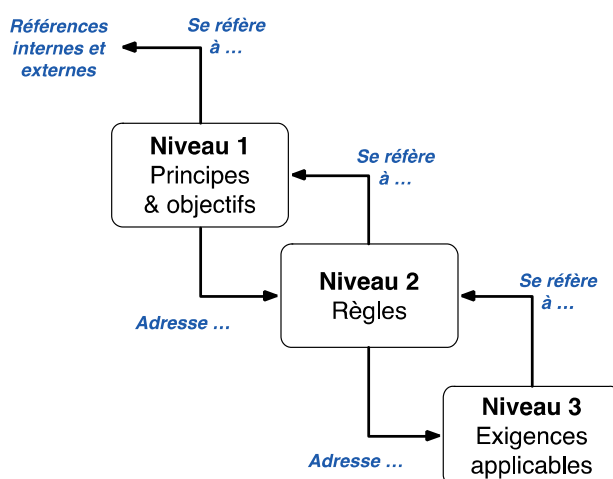 Références
internes et
externes
Se réfère
à ...
Niveau 1
Principes
& objectifs
Se réfère
à ...
Adresse ...
Niveau 2
Règles
Se réfère
à ...
Adresse ...
Niveau 3
Exigences
applicables